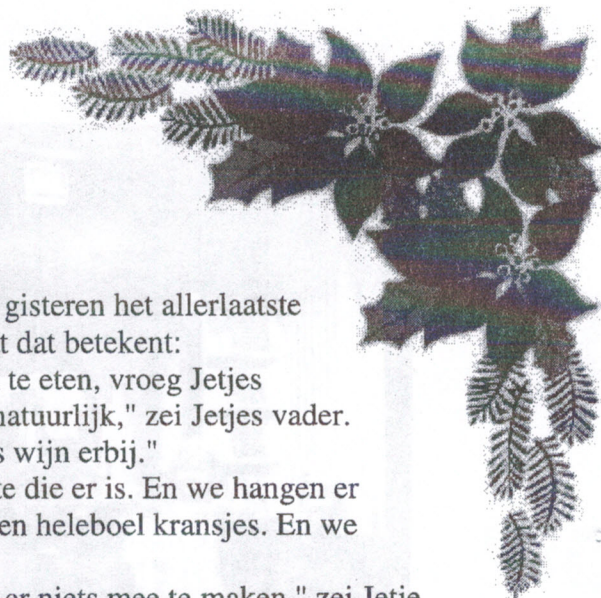 gisteren het allerlaatste
t dat betekent:
te eten, vroeg Jetjes
natuurlijk," zei Jetjes vader.
s wijn erbij."
te die er is. En we hangen er
en heleboel kransjes. En we
er niets mee te maken," zei Jetje